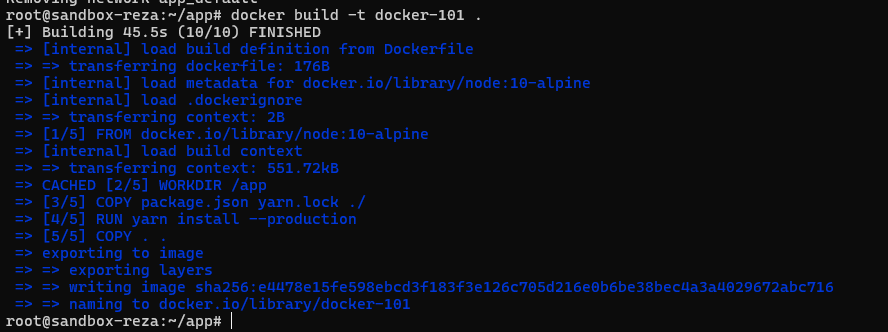 Removing network app_default
root@sandbox-reza:~/app# docker build -t docker-101 .
[+] Building 45.5s (10/10) FINISHED
=> [internal] load build definition from Dockerfile
=> => transferring dockerfile: 176B
=> [internal] load metadata for docker.io/library/node:10-alpine
=> [internal] load .dockerignore
=> => transferring context: 2B
=> [1/5] FROM docker.io/library/node:10-alpine
=> [internal] load build context
=> => transferring context: 551.72kB
=> CACHED [2/5] WORKDIR /app
=> [3/5] COPY package.json yarn.lock ./
=> [4/5] RUN yarn install --production
=> [5/5] COPY . .
=> exporting to image
=> => exporting layers
=> => writing image sha256:e4478e15fe598ebcd3f183f3e126c705d216e0b6be38bec4a3a4029672abc716
=> => naming to docker.io/library/docker-101
root@sandbox-reza:~/app#